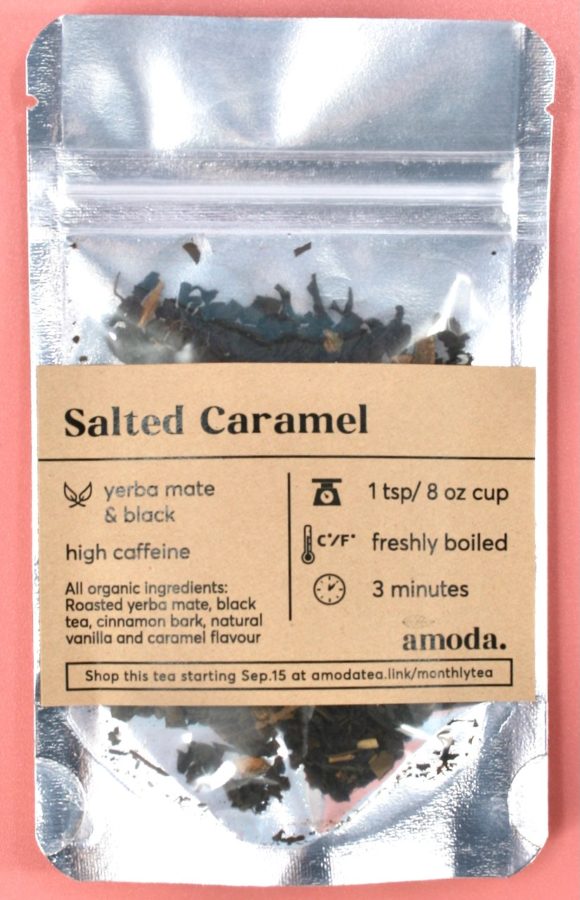 Salted Caramel
yerba mate
& black
high caffeine
All organic ingredients:
Roasted yerba mate, black
tea, cinnamon bark, natural
vanilla and caramel flavour
1 tsp/ 8 oz cup
C°/F° freshly boiled
3 minutes
amoda.
Shop this tea starting Sep.15 at amodatea.link/monthlytea